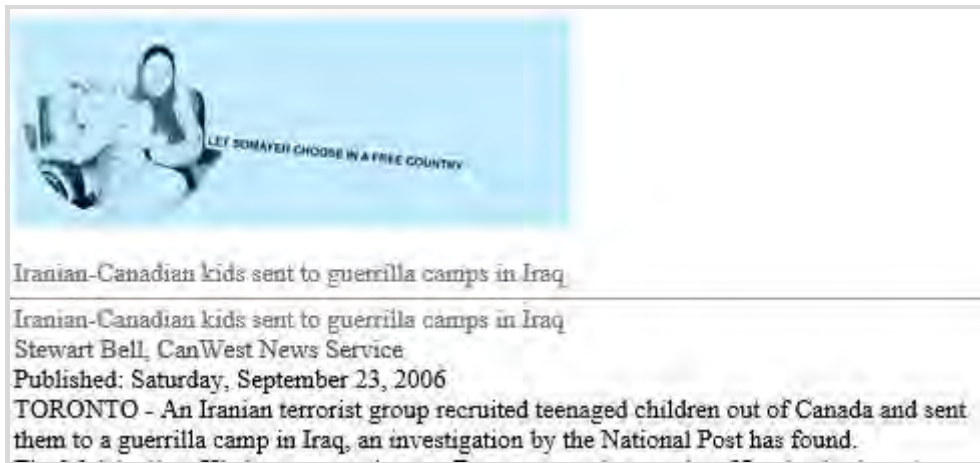 LET SOMAYEH CHOOSE IN A FREE COUNTRY
Iranian-Canadian kids sent to guerrilla camps in Iraq
Iranian-Canadian kids sent to guerrilla camps in Iraq
Stewart Bell, CanWest News Service
Published: Saturday, September 23, 2006
TORONTO - An Iranian terrorist group recruited teenaged children out of Canada and sent
them to a guerrilla camp in Iraq, an investigation by the National Post has found.